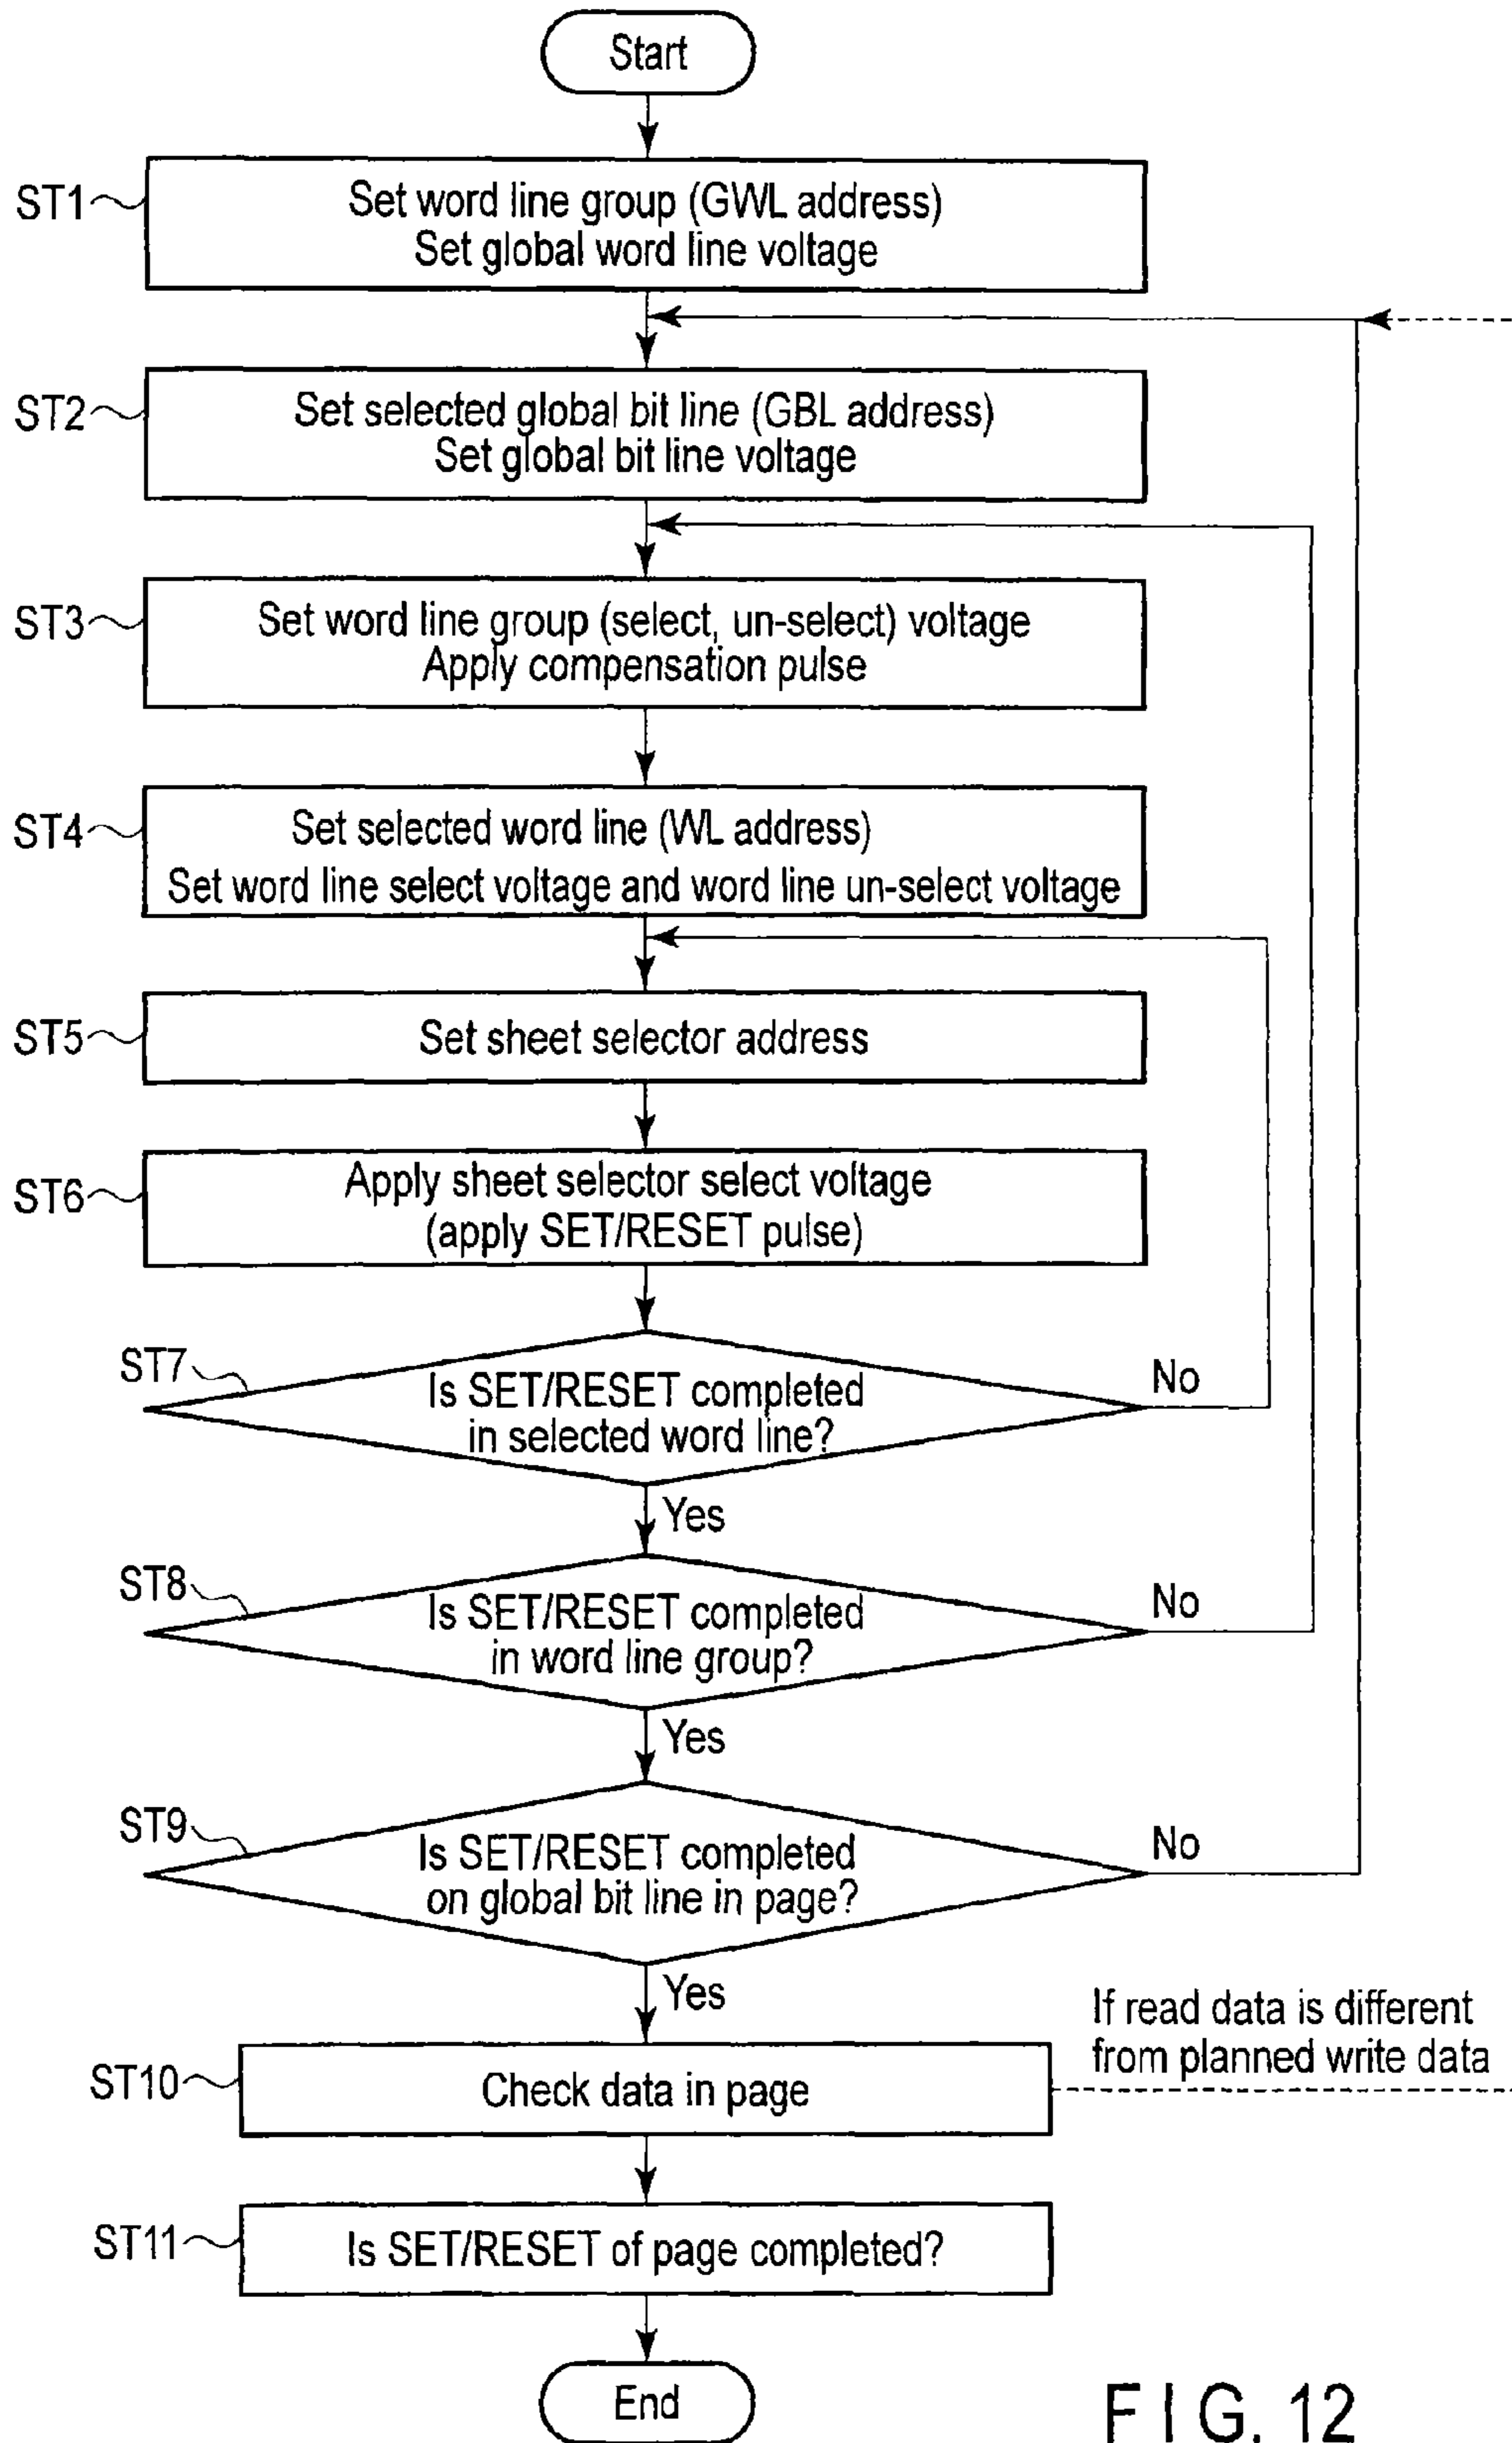 Start
ST1
Set word line group (GWL address)
Set global word line voltage
ST2
Set selected global bit line (GBL address)
Set global bit line voltage
ST3
Set word line group (select, un-select) voltage
Apply compensation pulse
ST4
Set selected word line (WL address)
Set word line select voltage and word line un-select voltage
ST5
Set sheet selector address
ST6
Apply sheet selector select voltage
(apply SET/RESET pulse)
ST7
Is SET/RESET completed
in selected word line?
No
Yes
ST8
Is SET/RESET completed
in word line group?
No
Yes
ST9
Is SET/RESET completed
on global bit line in page?
No
Yes
If read data is different
from planned write data
ST10
Check data in page
ST11
Is SET/RESET of page completed?
End
FIG. 12